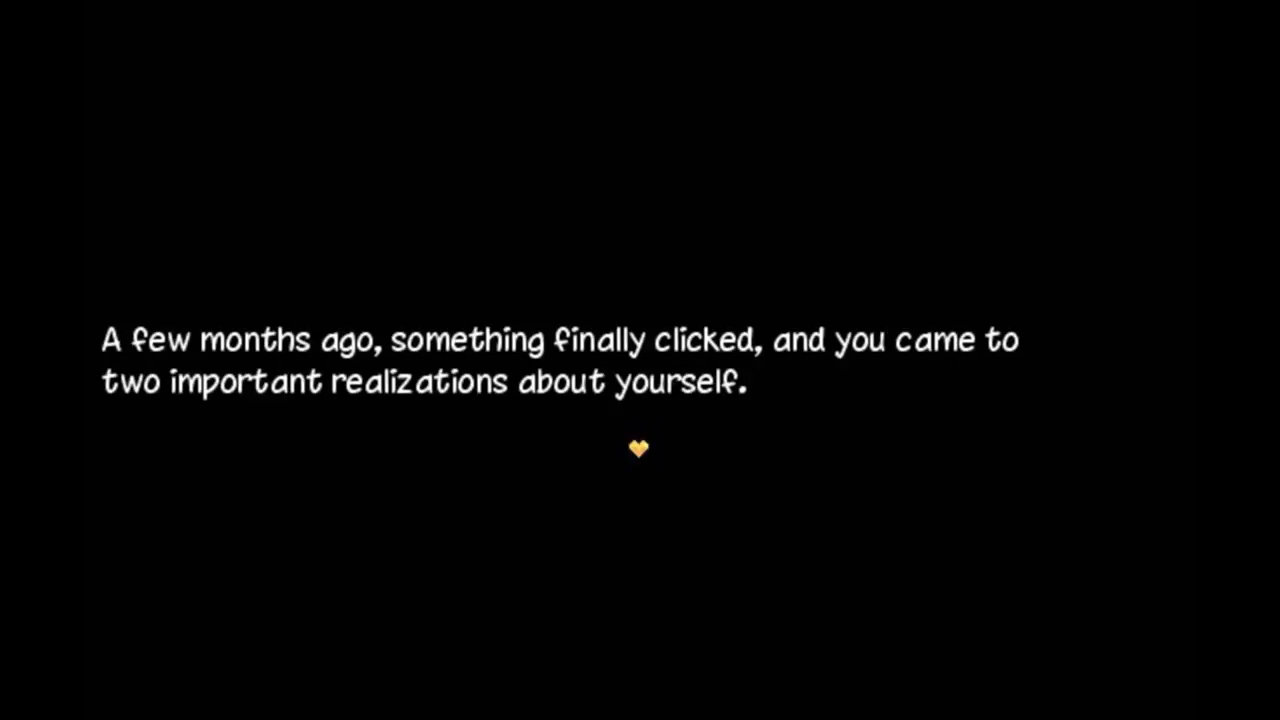 A few months ago, something finally clicked, and you came to
two important realizations about yourself.